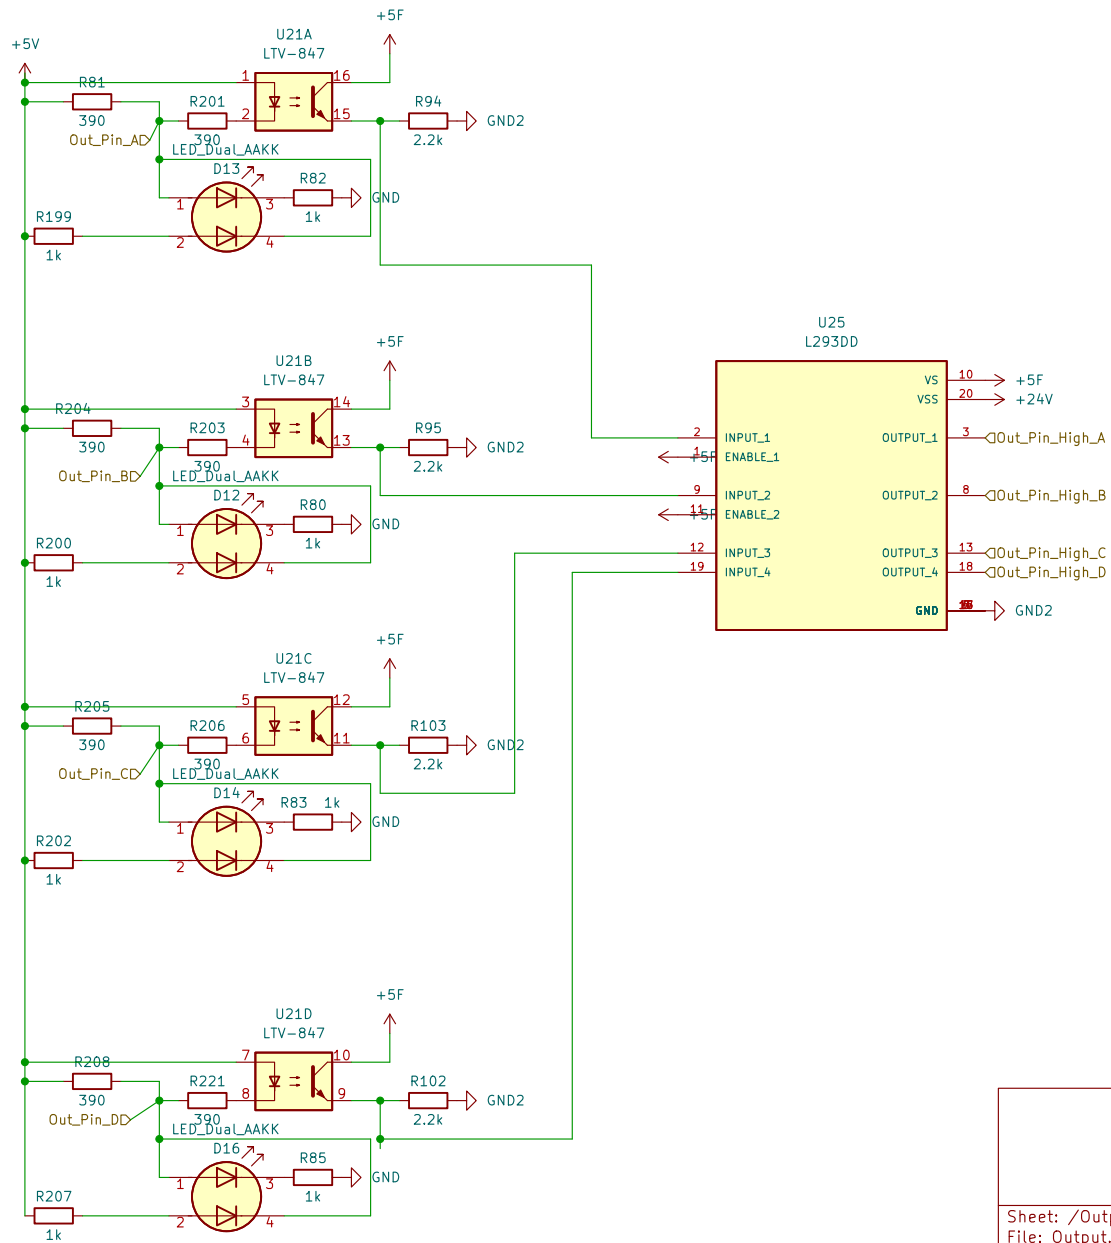 +5V
R81
390
Out_Pin_A
R201
390
U21A
LTV-847
1
2
16
15
+5F
R94
2.2k
GND2
LED_Dual_AAKK
D13
1
2
3
4
R82
1k
GND
R199
1k
R204
390
Out_Pin_B
R203
390
U21B
LTV-847
3
4
14
13
+5F
R95
2.2k
GND2
LED_Dual_AAKK
D12
1
2
3
4
R80
1k
GND
R200
1k
R205
390
Out_Pin_C
R206
390
U21C
LTV-847
5
6
12
11
+5F
R103
2.2k
GND2
LED_Dual_AAKK
D14
1
2
3
4
R83 1k
GND
R202
1k
R208
390
Out_Pin_D
R221
390
U21D
LTV-847
7
8
10
9
+5F
R102
2.2k
GND2
LED_Dual_AAKK
D16
1
2
3
4
R85
1k
GND
R207
1k
U25
L293DD
VS 10 +5F
VSS 20 +24V
2 INPUT_1
OUTPUT_1 3 Out_Pin_High_A
+5F 1 ENABLE_1
9 INPUT_2
OUTPUT_2 8 Out_Pin_High_B
+5F 11 ENABLE_2
12 INPUT_3
OUTPUT_3 13 Out_Pin_High_C
19 INPUT_4
OUTPUT_4 18 Out_Pin_High_D
GND GND2
Sheet: /Outp
File: Output.